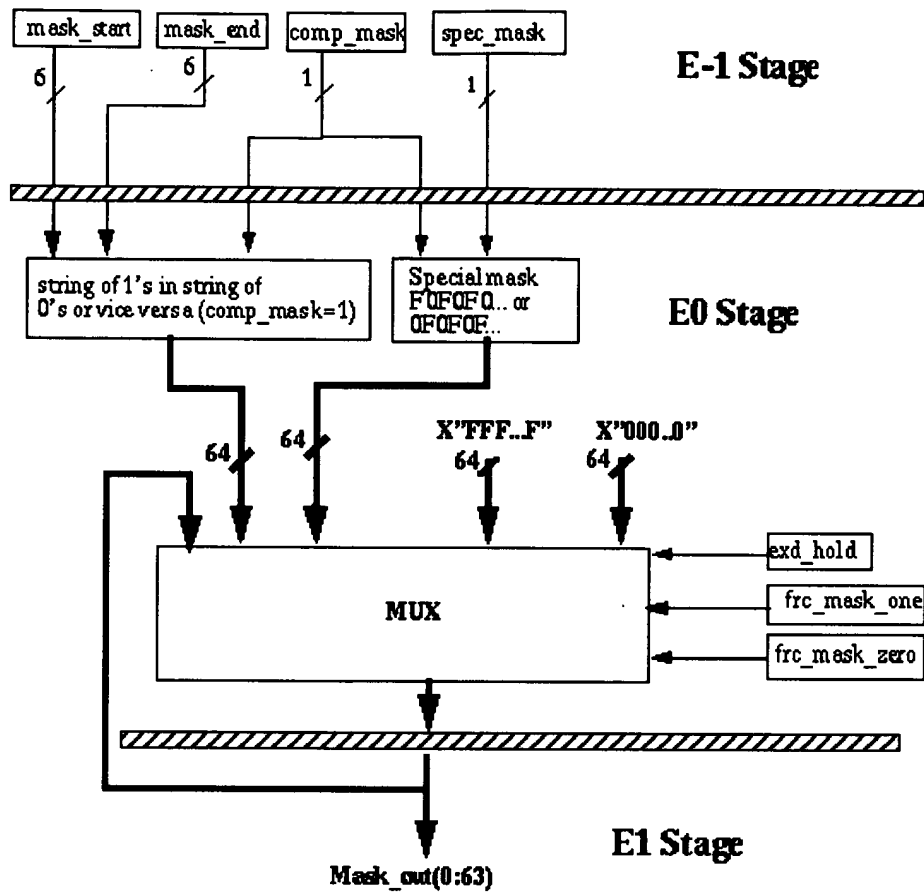 mask_start
mask_end
comp_mask
spec_mask
E-1 Stage
6
6
1
1
string of 1's in string of
0's or vice versa (comp_mask=1)
Special mask
F0F0F0... or
0F0F0F...
E0 Stage
64
64
X"FFF...F"
64
X"000..0"
64
MUX
exd_hold
frc_mask_one
frc_mask_zero
E1 Stage
Mask_out(0:63)